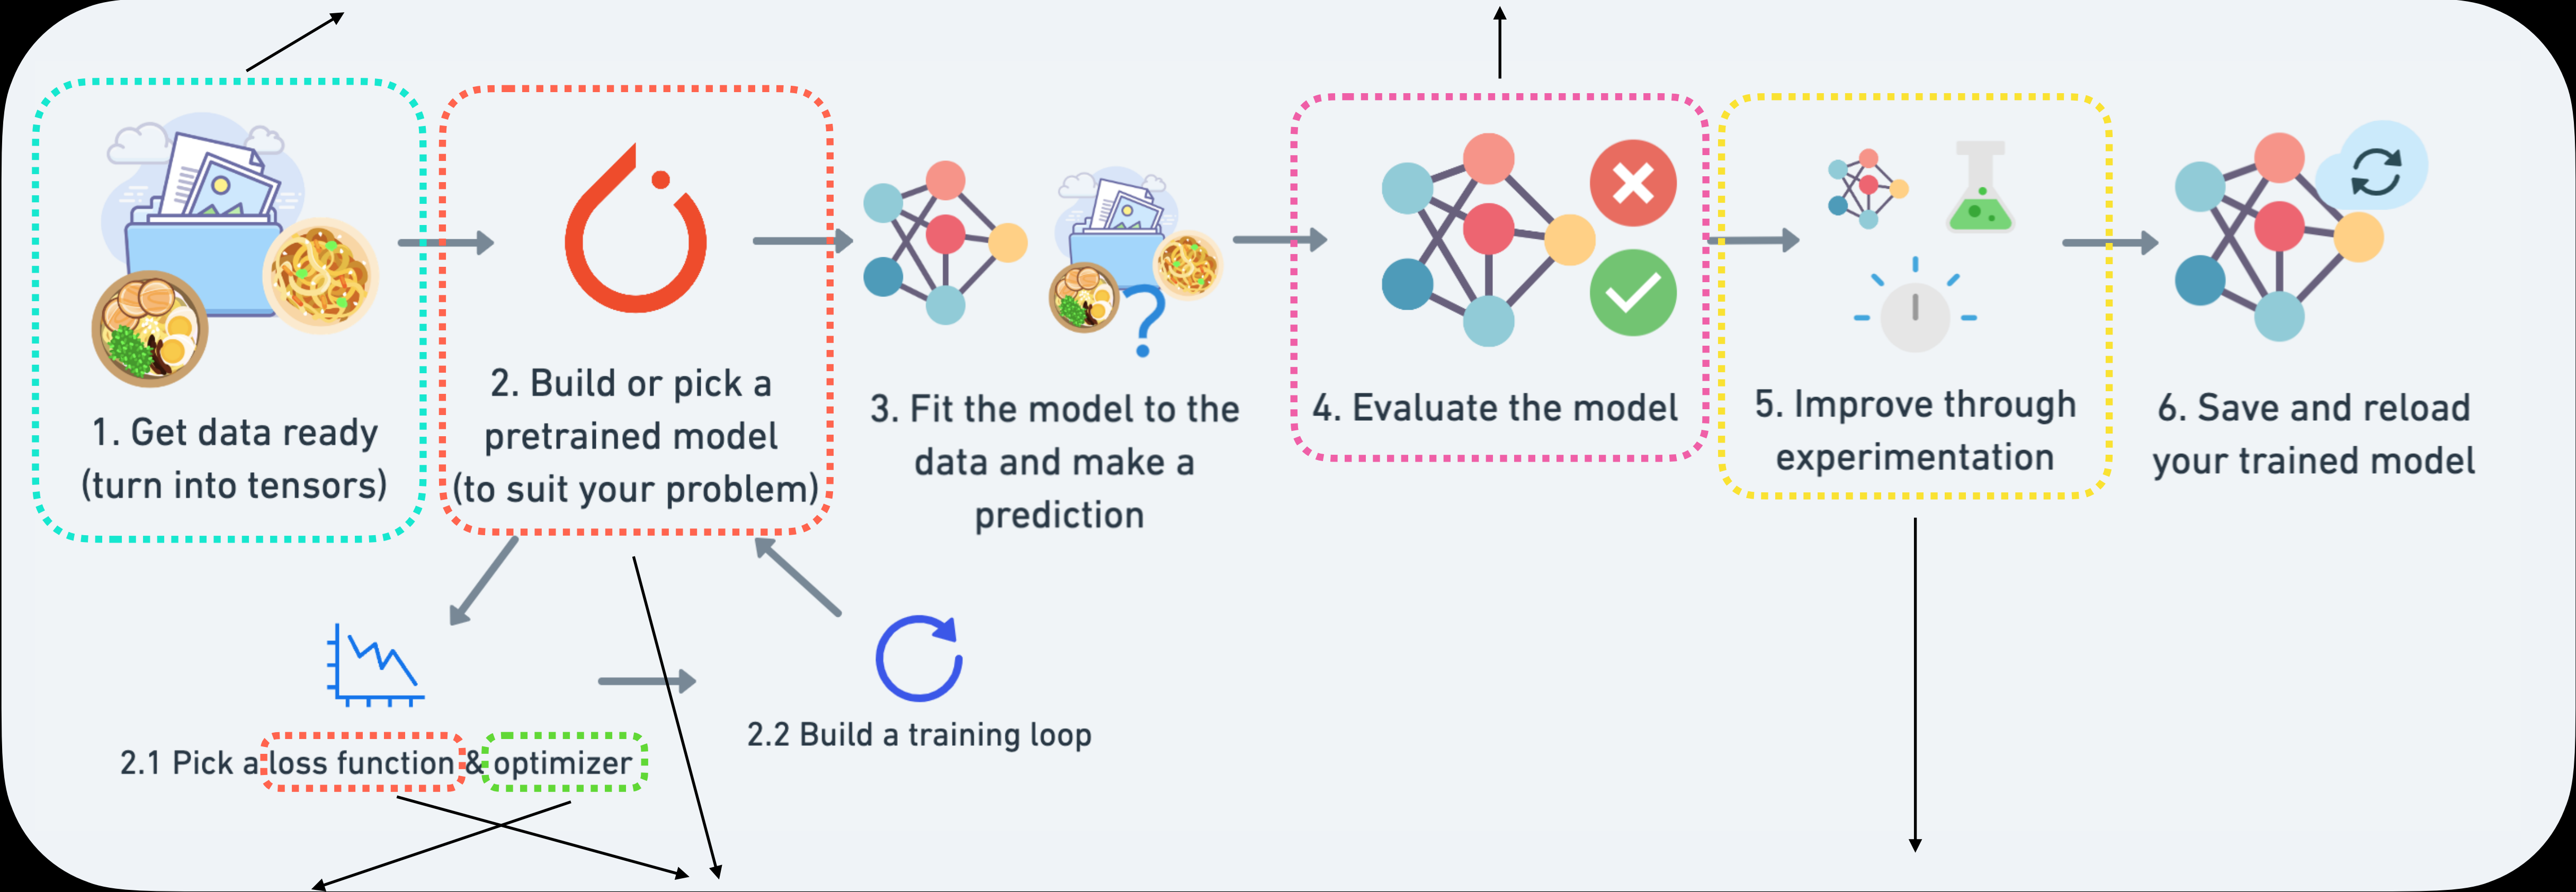 1. Get data ready
(turn into tensors)
2. Build or pick a
pretrained model
(to suit your problem)
3. Fit the model to the
data and make a
prediction
4. Evaluate the model
5. Improve through
experimentation
6. Save and reload
your trained model
2.1 Pick a loss function & optimizer
2.2 Build a training loop